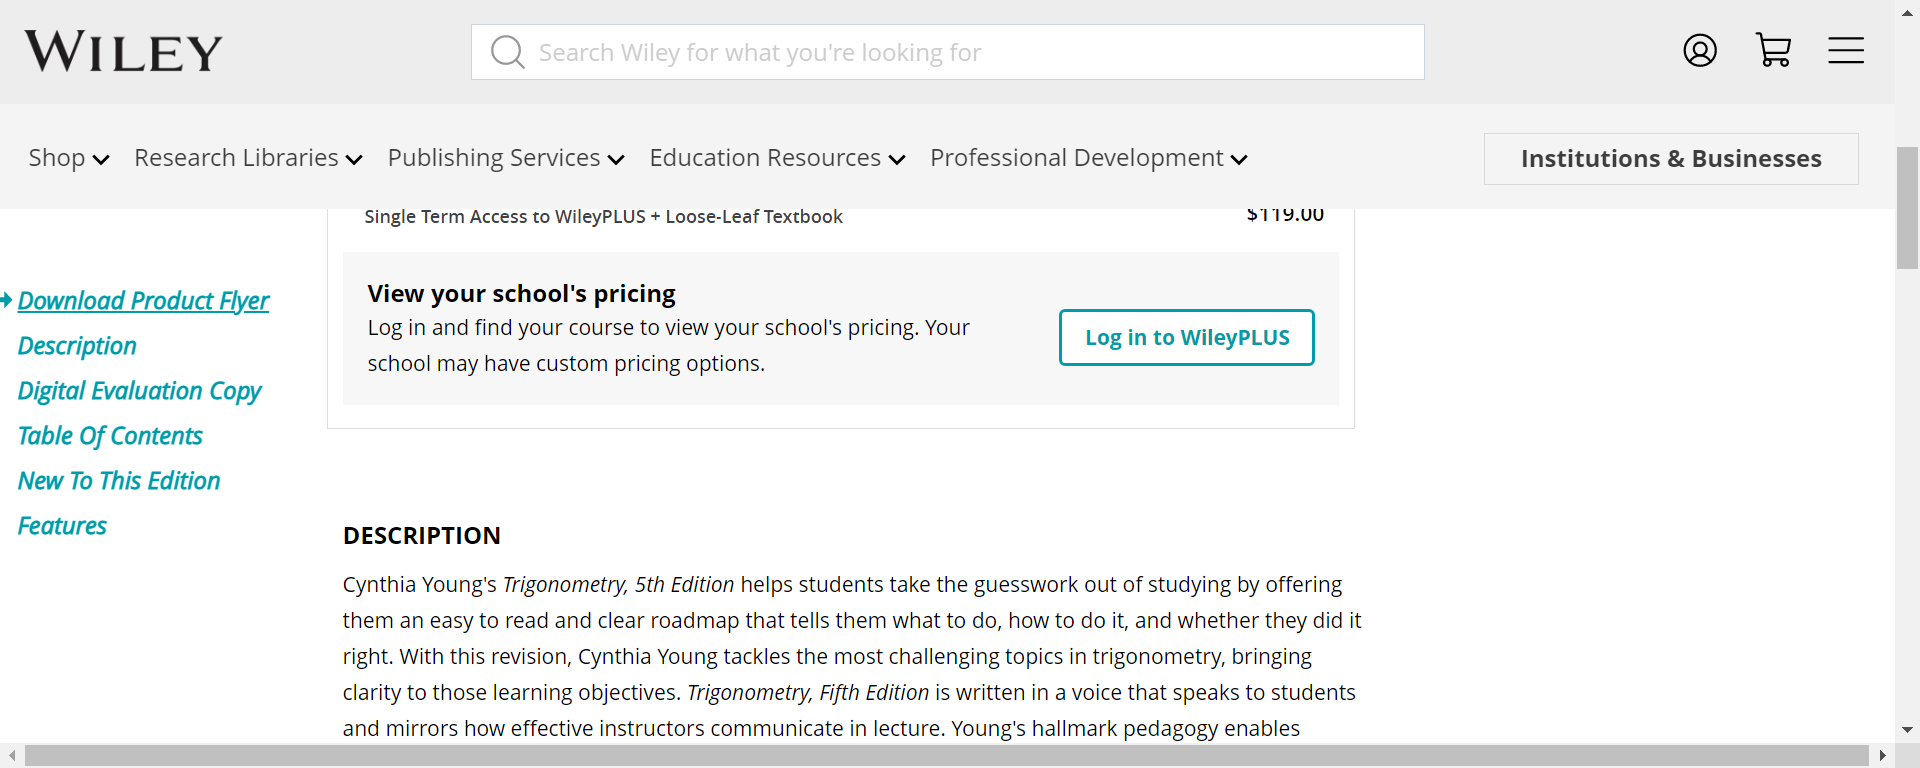 WILEY
Search Wiley for what you're looking for
Shop Research Libraries Publishing Services Education Resources Professional Development Institutions & Businesses
Single Term Access to WileyPLUS + Loose-Leaf Textbook $119.00
Download Product Flyer
Description
Digital Evaluation Copy
Table Of Contents
New To This Edition
Features
View your school's pricing
Log in and find your course to view your school's pricing. Your
school may have custom pricing options.
Log in to WileyPLUS
DESCRIPTION
Cynthia Young's Trigonometry, 5th Edition helps students take the guesswork out of studying by offering
them an easy to read and clear roadmap that tells them what to do, how to do it, and whether they did it
right. With this revision, Cynthia Young tackles the most challenging topics in trigonometry, bringing
clarity to those learning objectives. Trigonometry, Fifth Edition is written in a voice that speaks to students
and mirrors how effective instructors communicate in lecture. Young's hallmark pedagogy enables